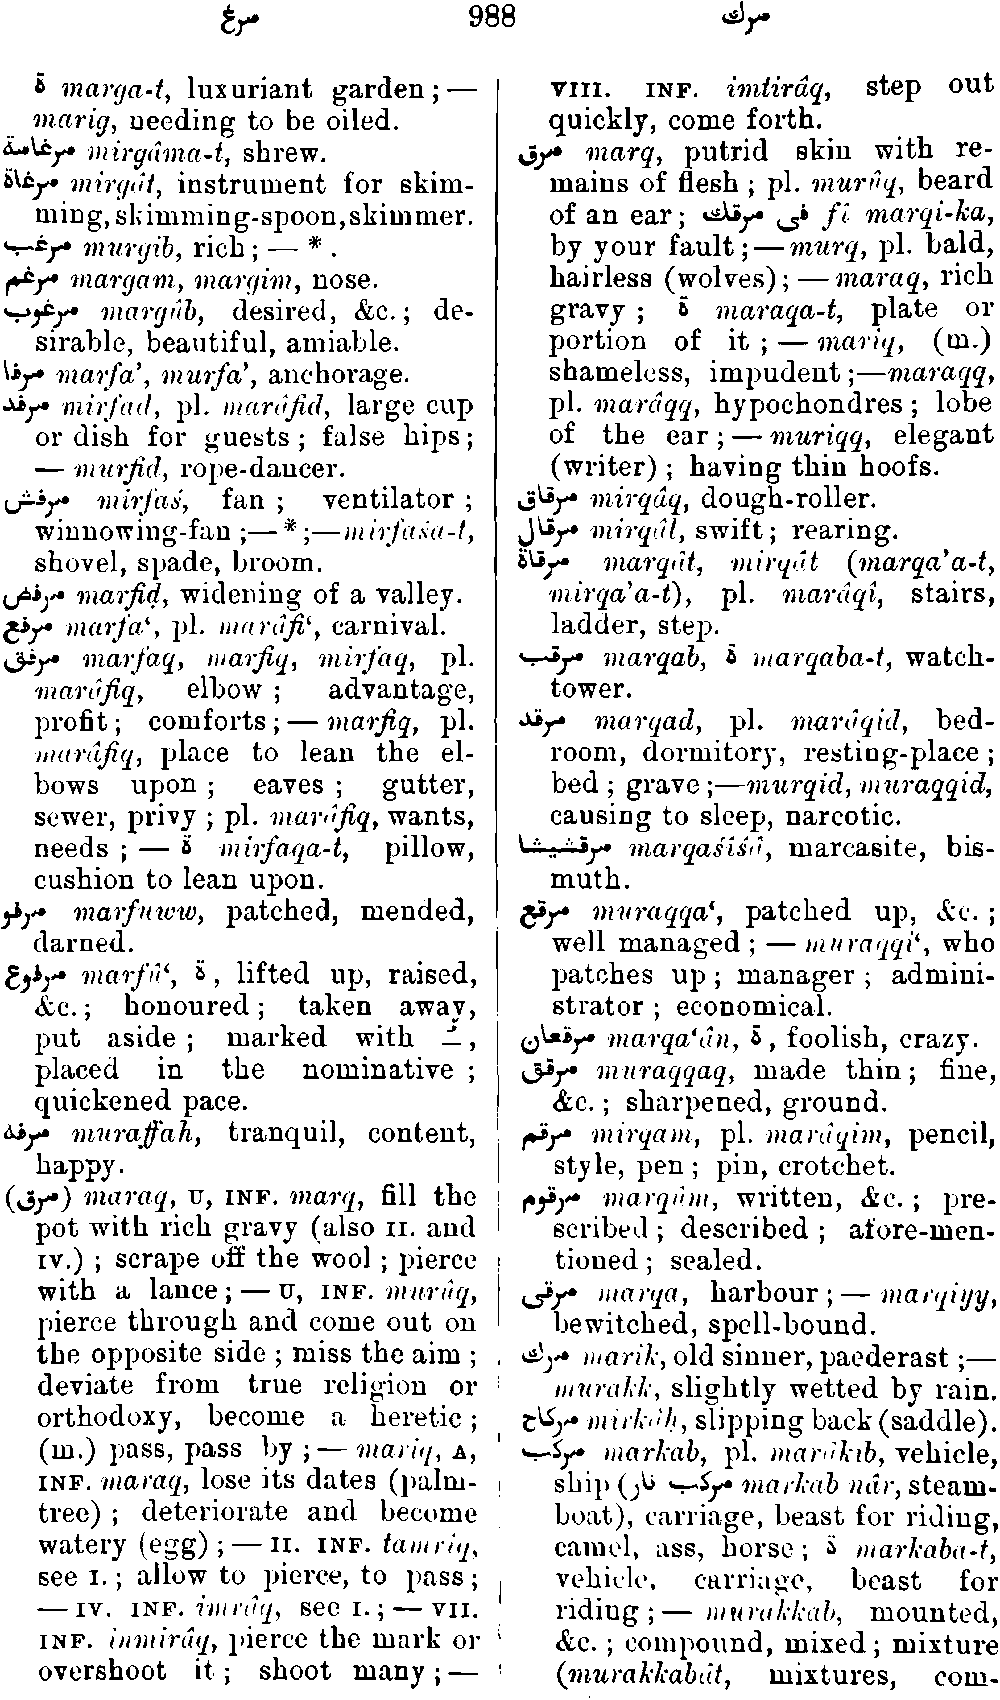 مرغ 988 مرك
ة marga-t, luxuriant garden; —
marig, needing to be oiled.
مرغامة mirgâma-t, shrew.
مرغاة mirgât, instrument for skim-
ming, skimming-spoon, skimmer.
مرغب murgib, rich; — * .
مرغم margam, margim, nose.
مرغوب margûb, desired, &c.; de-
sirable, beautiful, amiable.
مرفا marfa’, murfa’, anchorage.
مرفد mirfad, pl. marâfid, large cup
or dish for guests; false hips;
— murfid, rope-dancer.
مرفش mirfaś, fan; ventilator;
winnowing-fan;—*;—mirfaśa-t,
shovel, spade, broom.
مرفض marfiḍ, widening of a valley.
مرفع marfa‘, pl. marâfi‘, carnival.
مرفق marfaq, marfiq, mirfaq, pl.
marâfiq, elbow; advantage,
profit; comforts;— marfiq, pl.
marâfiq, place to lean the el-
bows upon; eaves; gutter,
sewer, privy; pl. marâfiq, wants,
needs; — ة mirfaqa-t, pillow,
cushion to lean upon.
مرفو marfuww, patched, mended,
darned.
مرفوع marfû‘, ة, lifted up, raised,
&c.; honoured; taken away,
put aside; marked with ـُ,
placed in the nominative;
quickened pace.
مرفه muraffah, tranquil, content,
happy.
(مرق) maraq, U, INF. marq, fill the
pot with rich gravy (also II. and
IV.); scrape off the wool; pierce
with a lance;— U, INF. murûq,
pierce through and come out on
the opposite side; miss the aim;
deviate from true religion or
orthodoxy, become a heretic;
(m.) pass, pass by;— mariq, A,
INF. maraq, lose its dates (palm-
tree); deteriorate and become
watery (egg);— II. INF. tamrîq,
see I.; allow to pierce, to pass;
— IV. INF. imrâq, see I.;— VII.
INF. inmirâq, pierce the mark or
overshoot it; shoot many;—
VIII. INF. imtirâq, step out
quickly, come forth.
مرق marq, putrid skin with re-
mains of flesh; pl. murûq, beard
of an ear; فى مرقك fî marqi-ka,
by your fault;— murq, pl. bald,
hairless (wolves);— maraq, rich
gravy; ة maraqa-t, plate or
portion of it;— mariq, (m.)
shameless, impudent;—maraqq,
pl. marâqq, hypochondres; lobe
of the ear;— muriqq, elegant
(writer); having thin hoofs.
مرقاق mirqâq, dough-roller.
مرقال mirqâl, swift; rearing.
مرقاة marqât, mirqât (marqa’a-t,
mirqa’a-t), pl. marâqî, stairs,
ladder, step.
مرقب marqab, ة marqaba-t, watch-
tower.
مرقد marqad, pl. marâqid, bed-
room, dormitory, resting-place;
bed; grave;—murqid, muraqqid,
causing to sleep, narcotic.
مرقشيشا marqaśîśâ, marcasite, bis-
muth.
مرقع muraqqa‘, patched up, &c.;
well managed;— muraqqi‘, who
patches up; manager; admini-
strator; economical.
مرقعان marqa‘ân, ة, foolish, crazy.
مرقق muraqqaq, made thin; fine,
&c.; sharpened, ground.
مرقم mirqam, pl. marâqim, pencil,
style, pen; pin, crotchet.
مرقوم marqûm, written, &c.; pre-
scribed; described; afore-men-
tioned; sealed.
مرقى marqa, harbour;— marqiyy,
bewitched, spell-bound.
مرك marik, old sinner, paederast;—
murakk, slightly wetted by rain.
مركاح mirkâḥ, slipping back (saddle).
مركب markab, pl. marâkib, vehicle,
ship (مركب نار markab nâr, steam-
boat), carriage, beast for riding,
camel, ass, horse; ة markaba-t,
vehicle, carriage, beast for
riding;— murakkab, mounted,
&c.; compound, mixed; mixture
(murakkabât, mixtures, com-